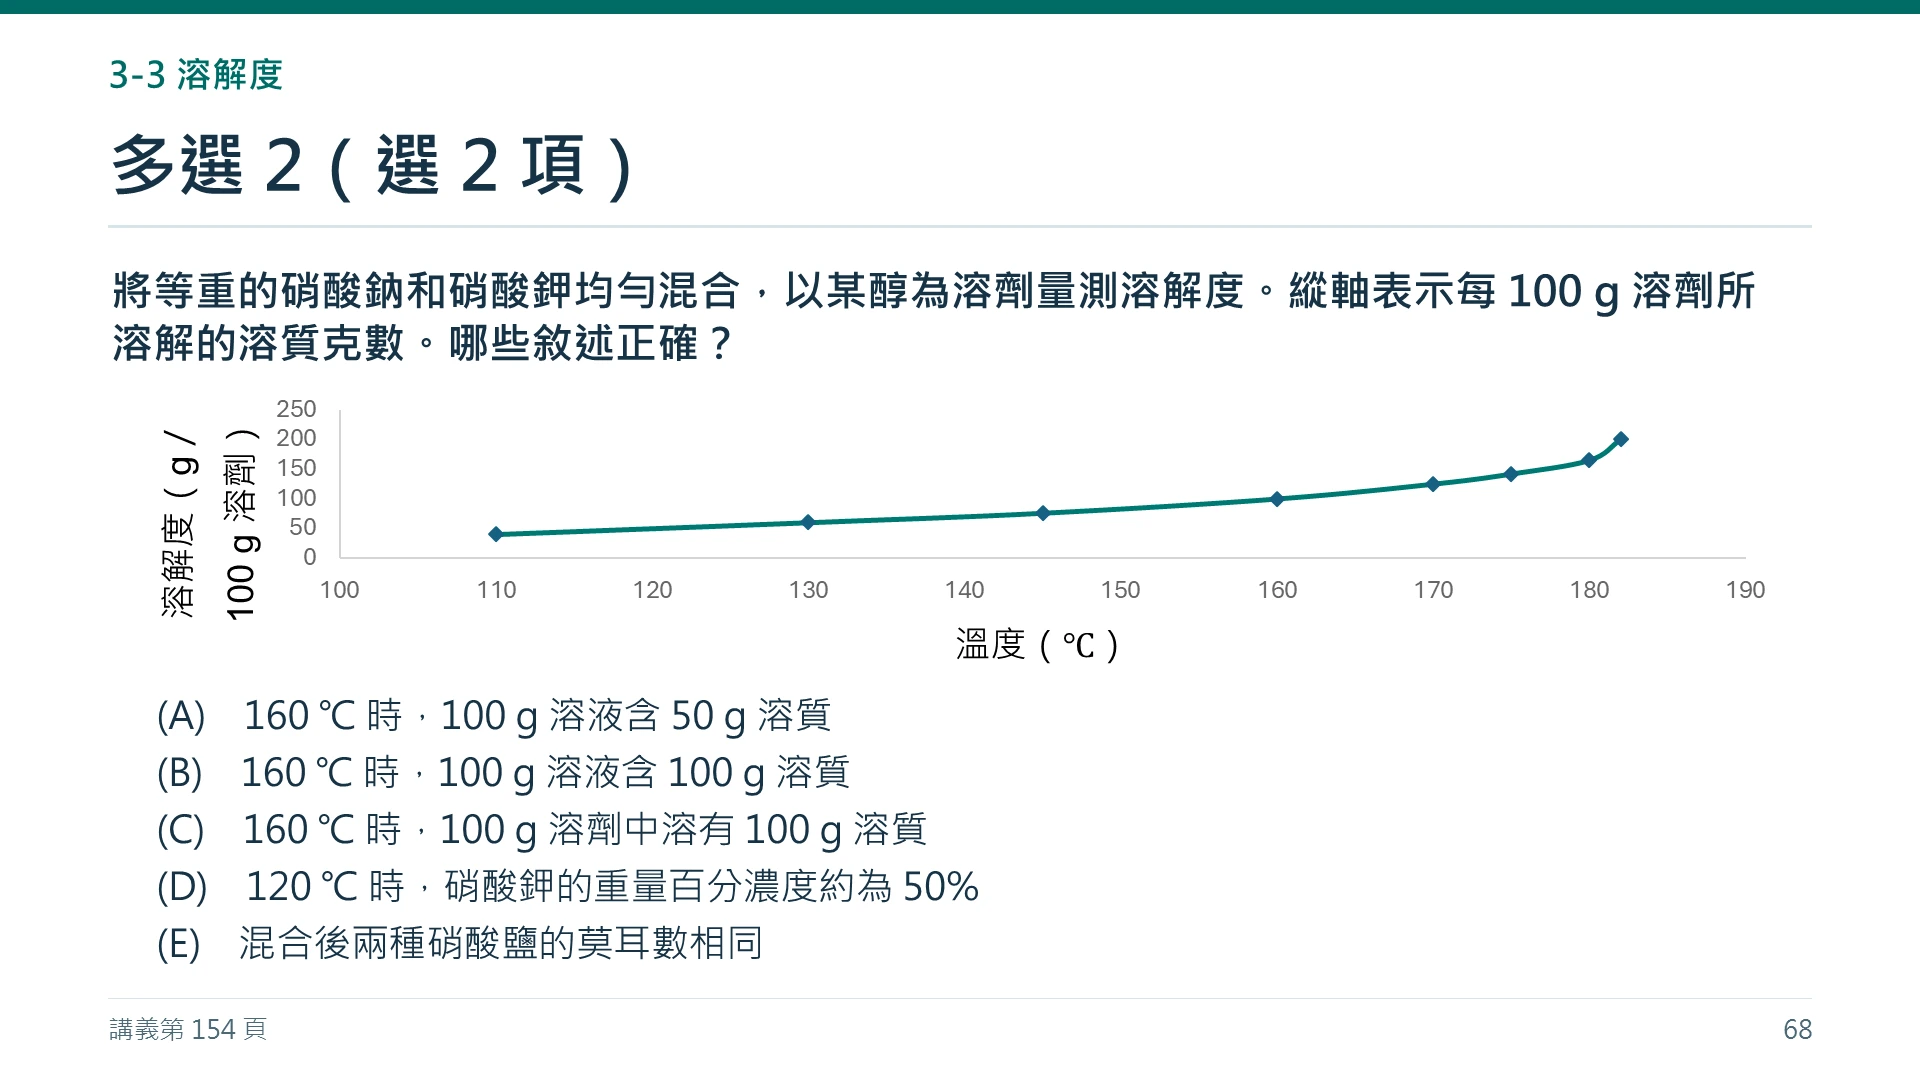 3-3 溶解度
多選 2（選 2 項）
將等重的硝酸鈉和硝酸鉀均勻混合，以某醇為溶劑量測溶解度。縱軸表示每 100 g 溶劑所
溶解的溶質克數。哪些敘述正確？
溶解度（g /
100 g 溶劑）
250
200
150
100
50
0
100 110 120 130 140 150 160 170 180 190
溫度（℃）
(A) 160 ℃ 時，100 g 溶液含 50 g 溶質
(B) 160 ℃ 時，100 g 溶液含 100 g 溶質
(C) 160 ℃ 時，100 g 溶劑中溶有 100 g 溶質
(D) 120 ℃ 時，硝酸鉀的重量百分濃度約為 50%
(E) 混合後兩種硝酸鹽的莫耳數相同
講義第 154 頁
68